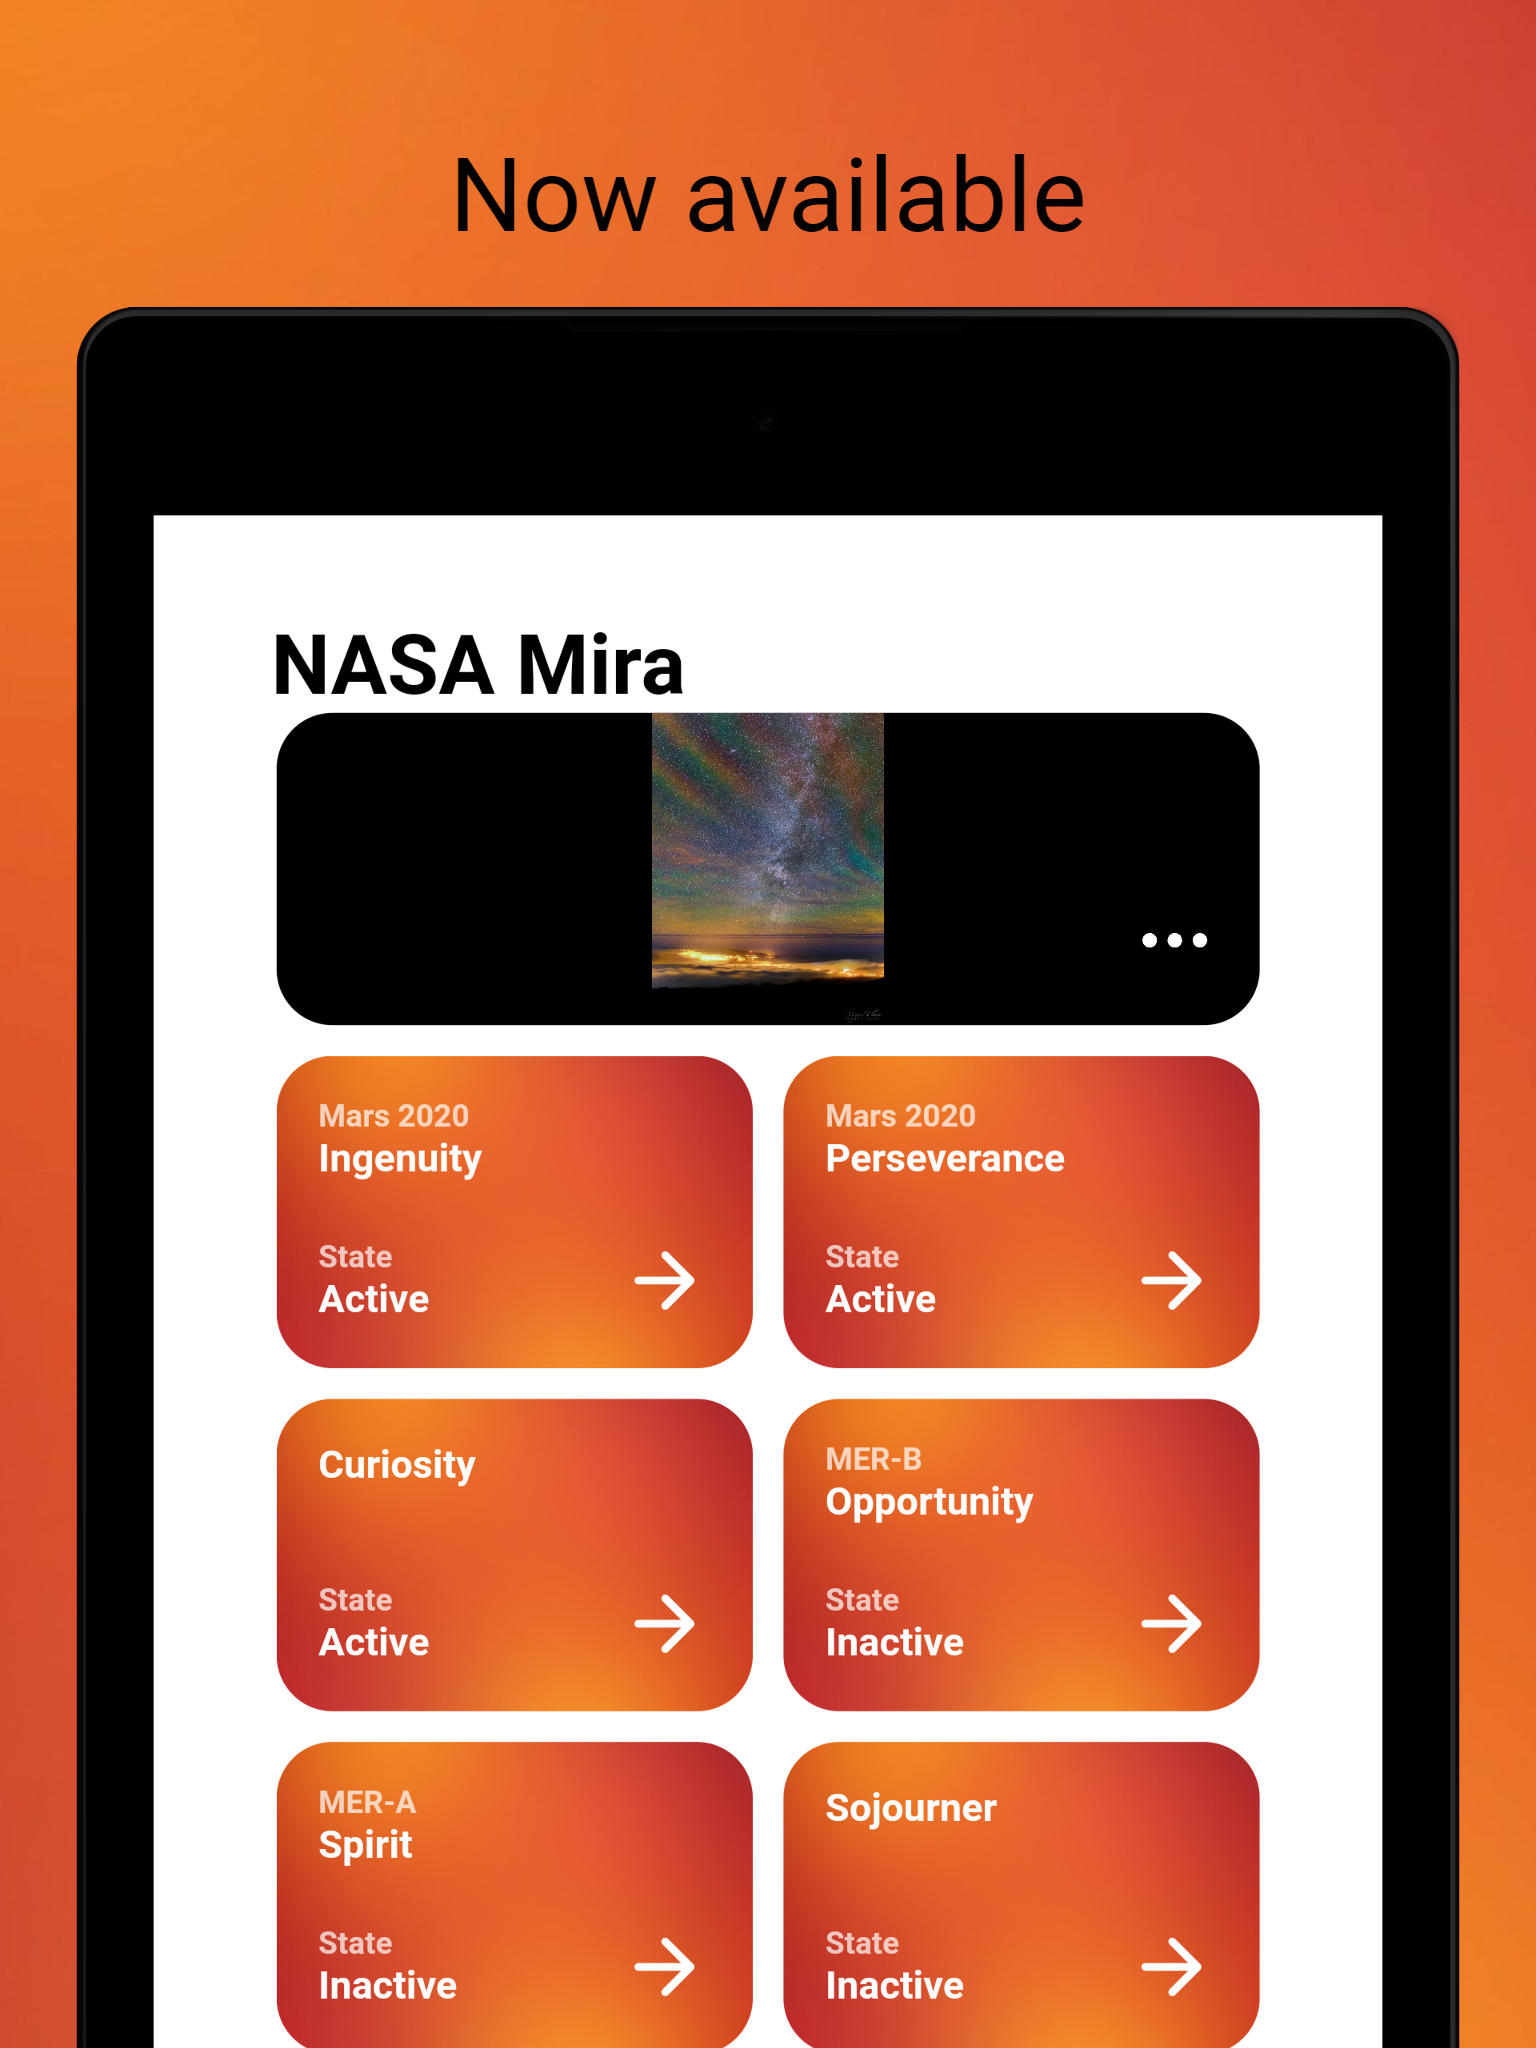 Now available
NASA Mira
Mars 2020
Ingenuity
State
Active
Mars 2020
Perseverance
State
Active
Curiosity
State
Active
MER-B
Opportunity
State
Inactive
MER-A
Spirit
State
Inactive
Sojourner
State
Inactive